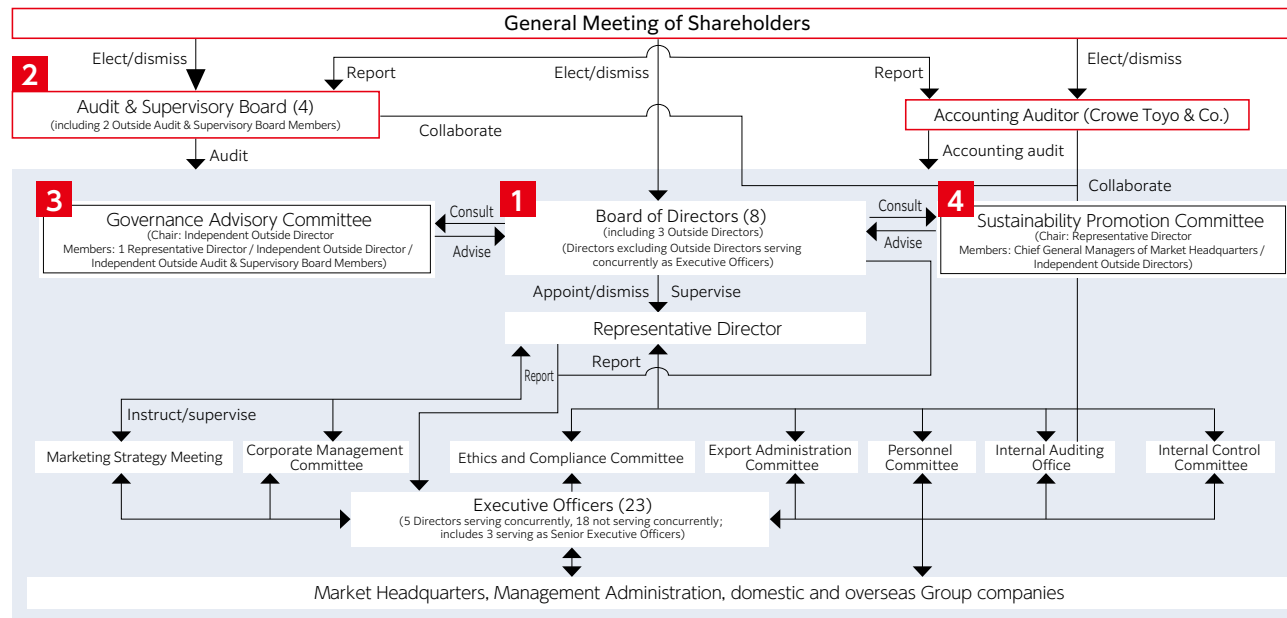 General Meeting of Shareholders
Elect/dismiss
Report
Elect/dismiss
Report
Elect/dismiss
2
Audit & Supervisory Board (4)
(including 2 Outside Audit & Supervisory Board Members)
Collaborate
Accounting Auditor (Crowe Toyo & Co.)
Audit
Accounting audit
Collaborate
3
Governance Advisory Committee
(Chair: Independent Outside Director
Members: 1 Representative Director / Independent Outside Director /
Independent Outside Audit & Supervisory Board Members)
Consult
Advise
1
Board of Directors (8)
(including 3 Outside Directors)
(Directors excluding Outside Directors serving
concurrently as Executive Officers)
Consult
Advise
4
Sustainability Promotion Committee
(Chair: Representative Director
Members: Chief General Managers of Market Headquarters /
Independent Outside Directors)
Appoint/dismiss
Supervise
Representative Director
Report
Report
Instruct/supervise
Marketing Strategy Meeting
Corporate Management
Committee
Ethics and Compliance Committee
Export Administration
Committee
Personnel
Committee
Internal Auditing
Office
Internal Control
Committee
Executive Officers (23)
(5 Directors serving concurrently, 18 not serving concurrently;
includes 3 serving as Senior Executive Officers)
Market Headquarters, Management Administration, domestic and overseas Group companies